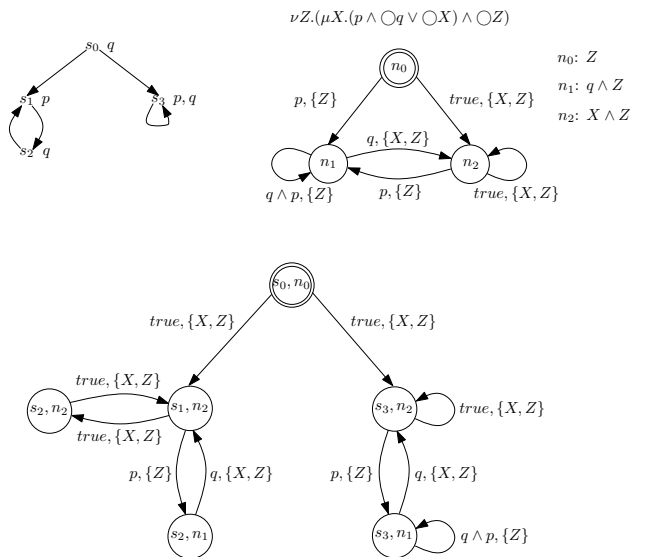 νZ.(μX.(p ∧ ◯q ∨ ◯X) ∧ ◯Z)
s₀ q
s₁ p
s₃ p, q
s₂ q
n₀
n₀: Z
n₁: q ∧ Z
n₂: X ∧ Z
p, {Z}
true, {X, Z}
q, {X, Z}
n₁
n₂
q ∧ p, {Z}
p, {Z}
true, {X, Z}
s₀, n₀
true, {X, Z}
true, {X, Z}
true, {X, Z}
s₂, n₂
s₁, n₂
s₃, n₂
true, {X, Z}
true, {X, Z}
p, {Z}
q, {X, Z}
p, {Z}
q, {X, Z}
s₂, n₁
s₃, n₁
q ∧ p, {Z}